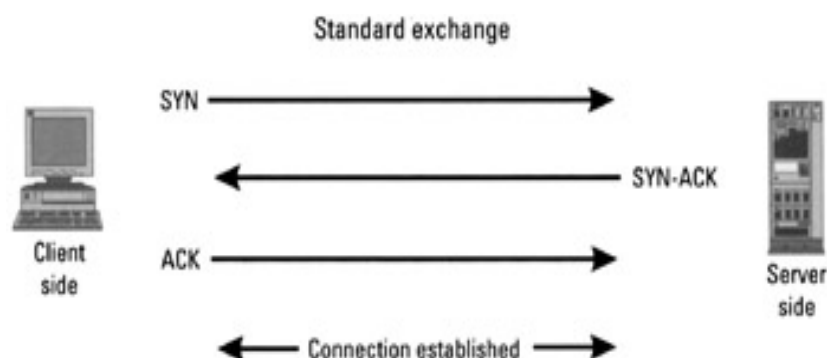 Standard exchange
SYN
SYN-ACK
Client
side
ACK
Server
side
Connection established